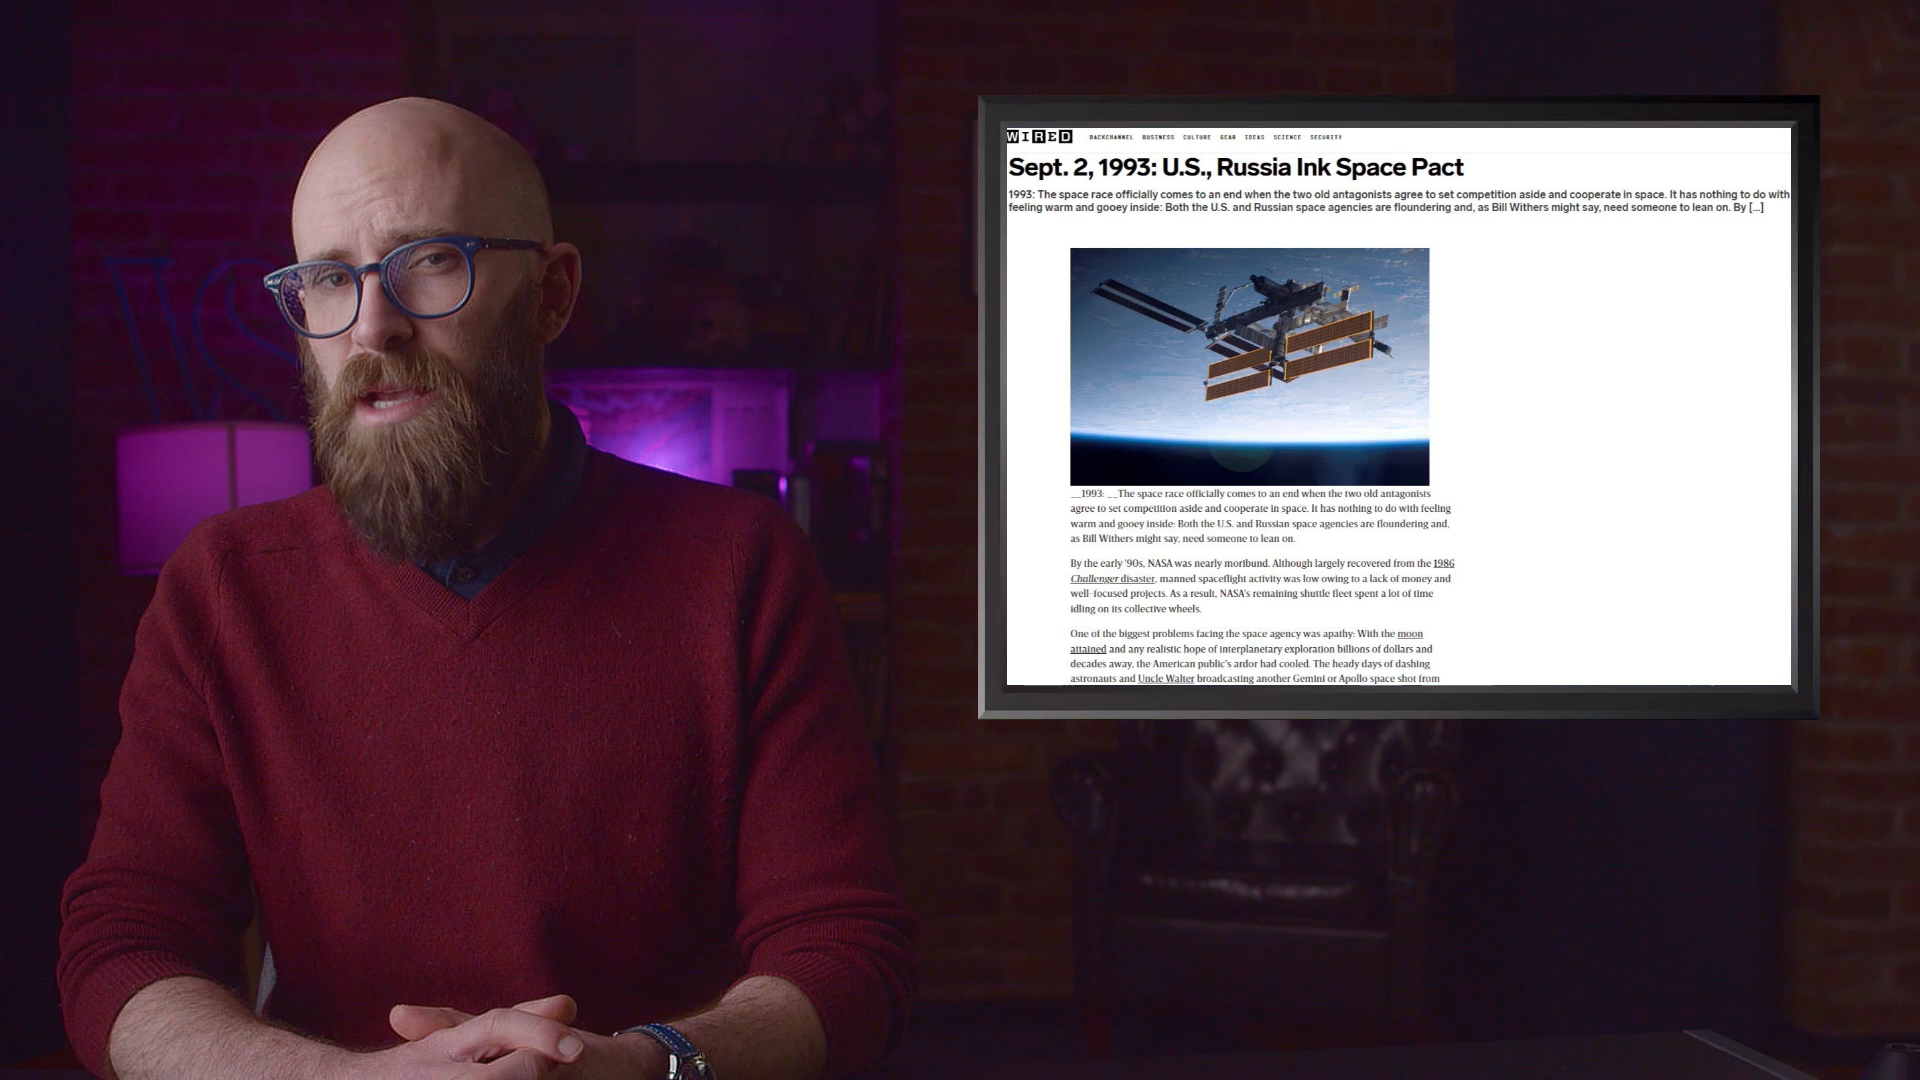 WIRED BACKCHANNEL BUSINESS CULTURE GEAR IDEAS SCIENCE SECURITY
Sept. 2, 1993: U.S., Russia Ink Space Pact
1993: The space race officially comes to an end when the two old antagonists agree to set competition aside and cooperate in space. It has nothing to do with
feeling warm and gooey inside: Both the U.S. and Russian space agencies are floundering and, as Bill Withers might say, need someone to lean on. By [...]
__1993: __The space race officially comes to an end when the two old antagonists
agree to set competition aside and cooperate in space. It has nothing to do with feeling
warm and gooey inside: Both the U.S. and Russian space agencies are floundering and,
as Bill Withers might say, need someone to lean on.
By the early '90s, NASA was nearly moribund. Although largely recovered from the 1986
Challenger disaster, manned spaceflight activity was low owing to a lack of money and
well-focused projects. As a result, NASA's remaining shuttle fleet spent a lot of time
idling on its collective wheels.
One of the biggest problems facing the space agency was apathy: With the moon
attained and any realistic hope of interplanetary exploration billions of dollars and
decades away, the American public's ardor had cooled. The heady days of dashing
astronauts and Uncle Walter broadcasting another Gemini or Apollo space shot from